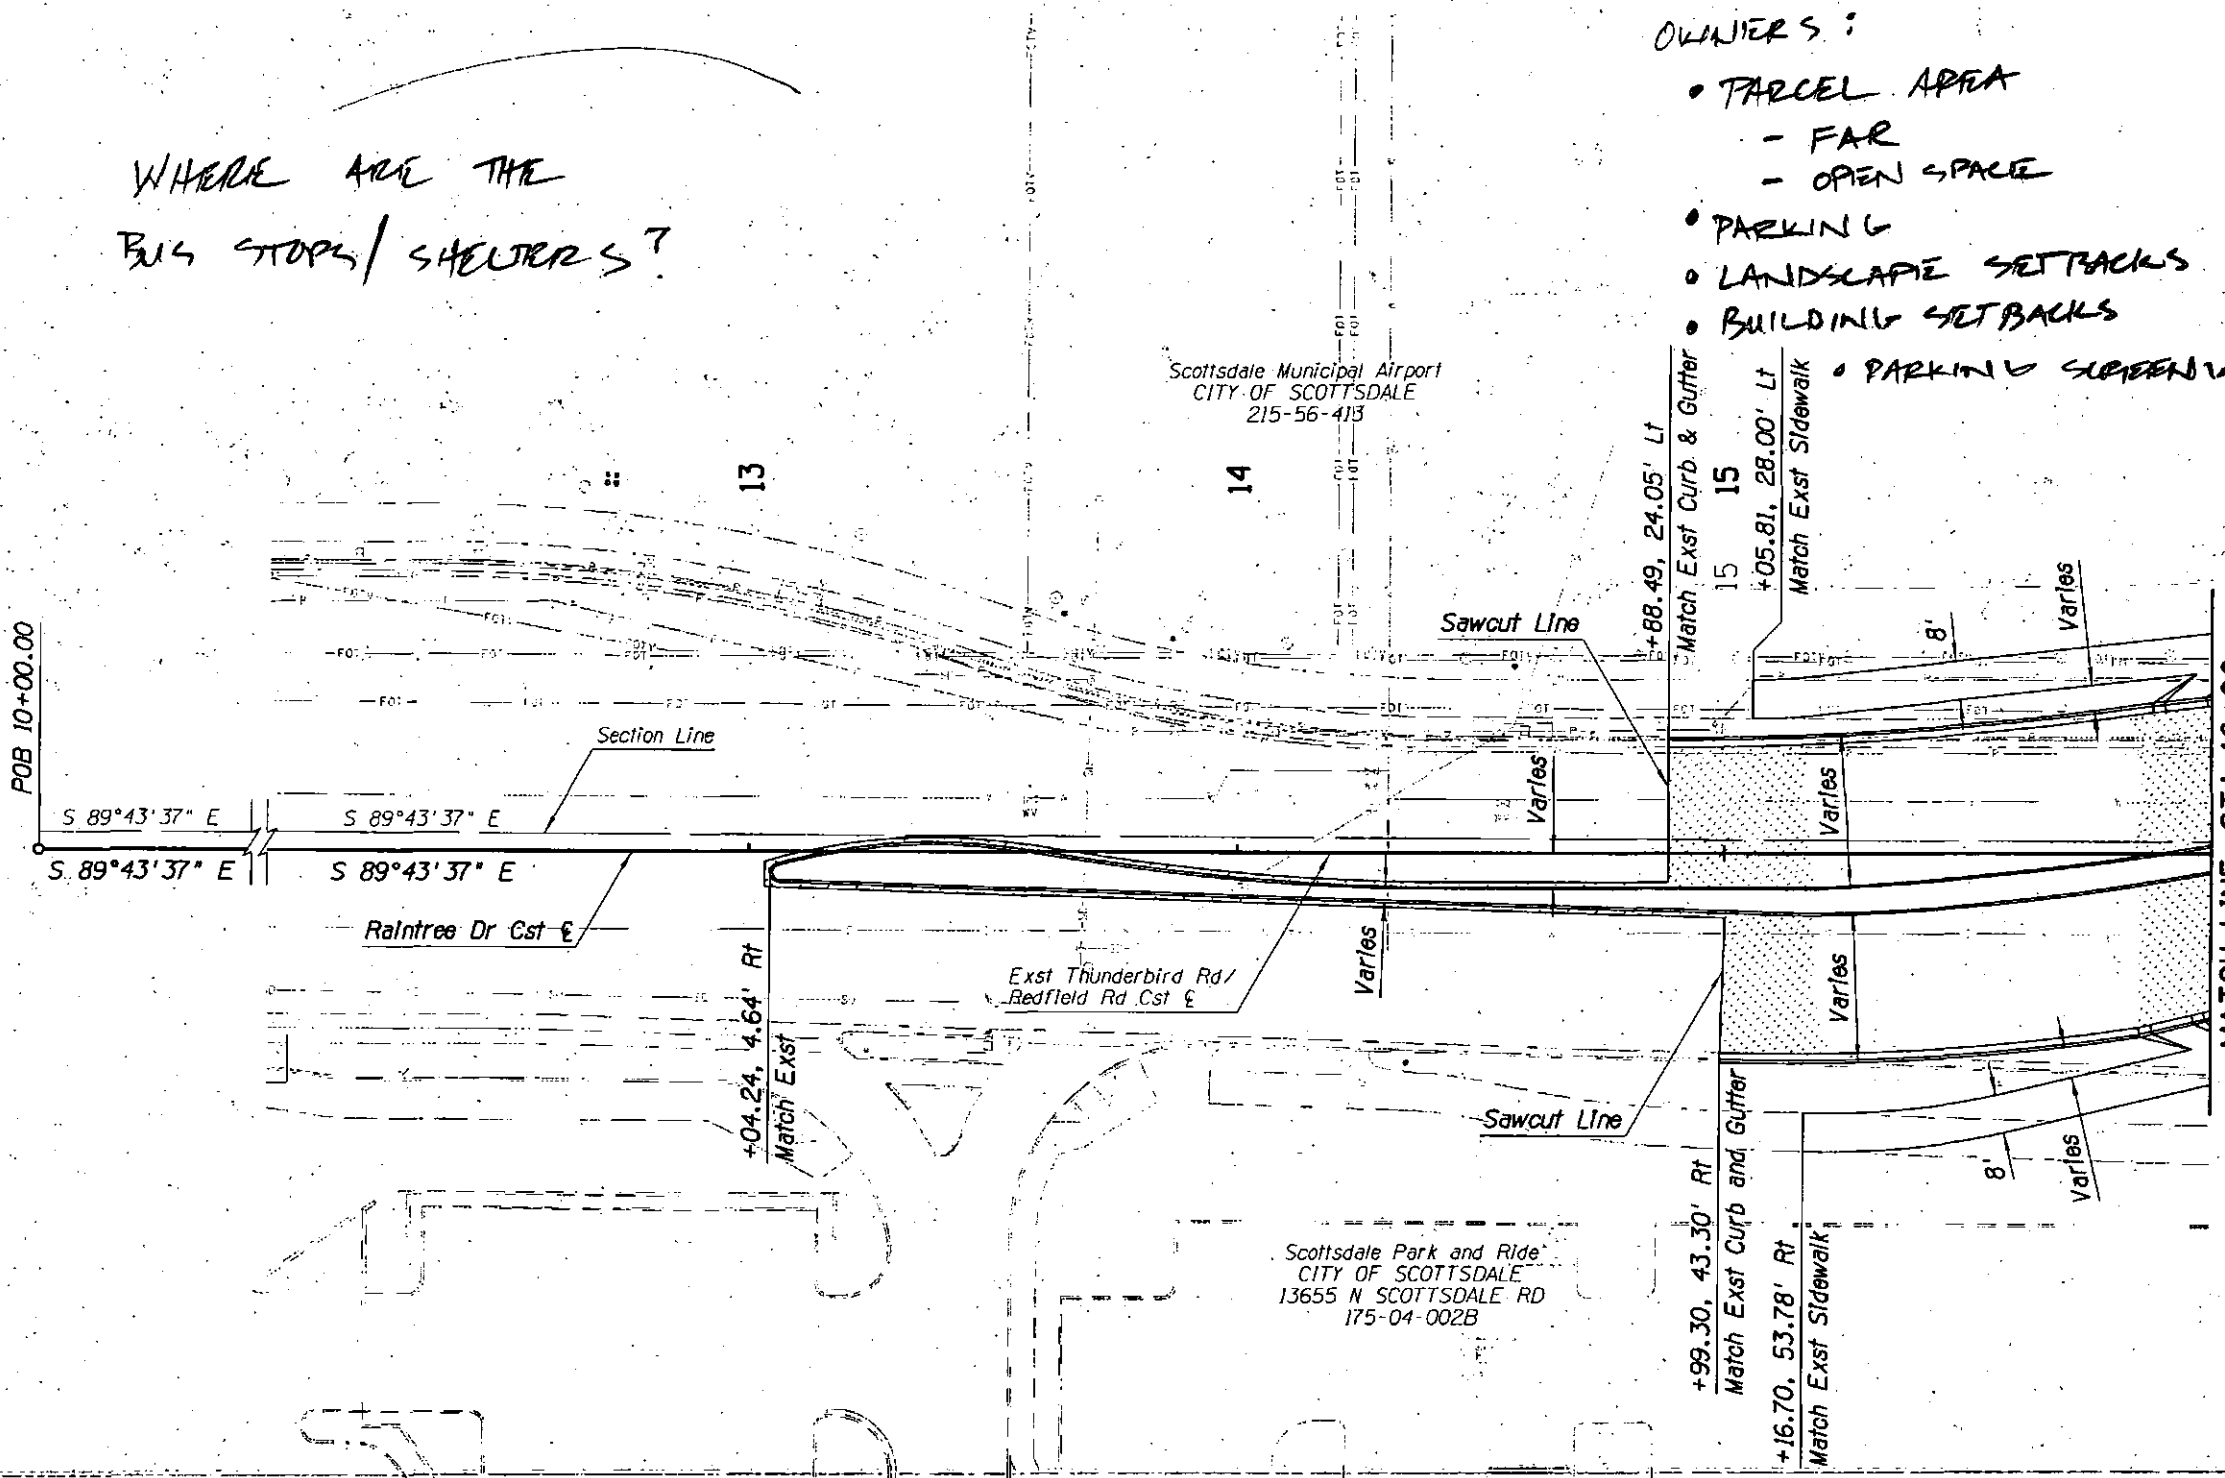 OWNERS :
• PARCEL AREA
- FAR
- OPEN SPACE
• PARKING
• LANDSCAPE SETBACKS
• BUILDING SETBACKS
• PARKING
WHERE ARE THE
BUS STOPS / SHELTERS ?
Scottsdale Municipal Airport
CITY OF SCOTTSDALE
215-56-413
13
14
15
15
+88.49, 24.05' Lt
Match Exst Curb & Gutter
+05.81, 28.00' Lt
Match Exst Sidewalk
Sawcut Line
8'
Varies
POB 10+00.00
Section Line
S 89°43'37" E
S 89°43'37" E
S 89°43'37" E
S 89°43'37" E
Varies
Varies
Raintree Dr Cst ℄
Exst Thunderbird Rd/
Redfield Rd Cst ℄
Varies
Varies
+04.24, 4.64' Rt
Match Exst
Sawcut Line
8'
Varies
+99.30, 43.30' Rt
Match Exst Curb and Gutter
+16.70, 53.78' Rt
Match Exst Sidewalk
Scottsdale Park and Ride
CITY OF SCOTTSDALE
13655 N SCOTTSDALE RD
175-04-002B